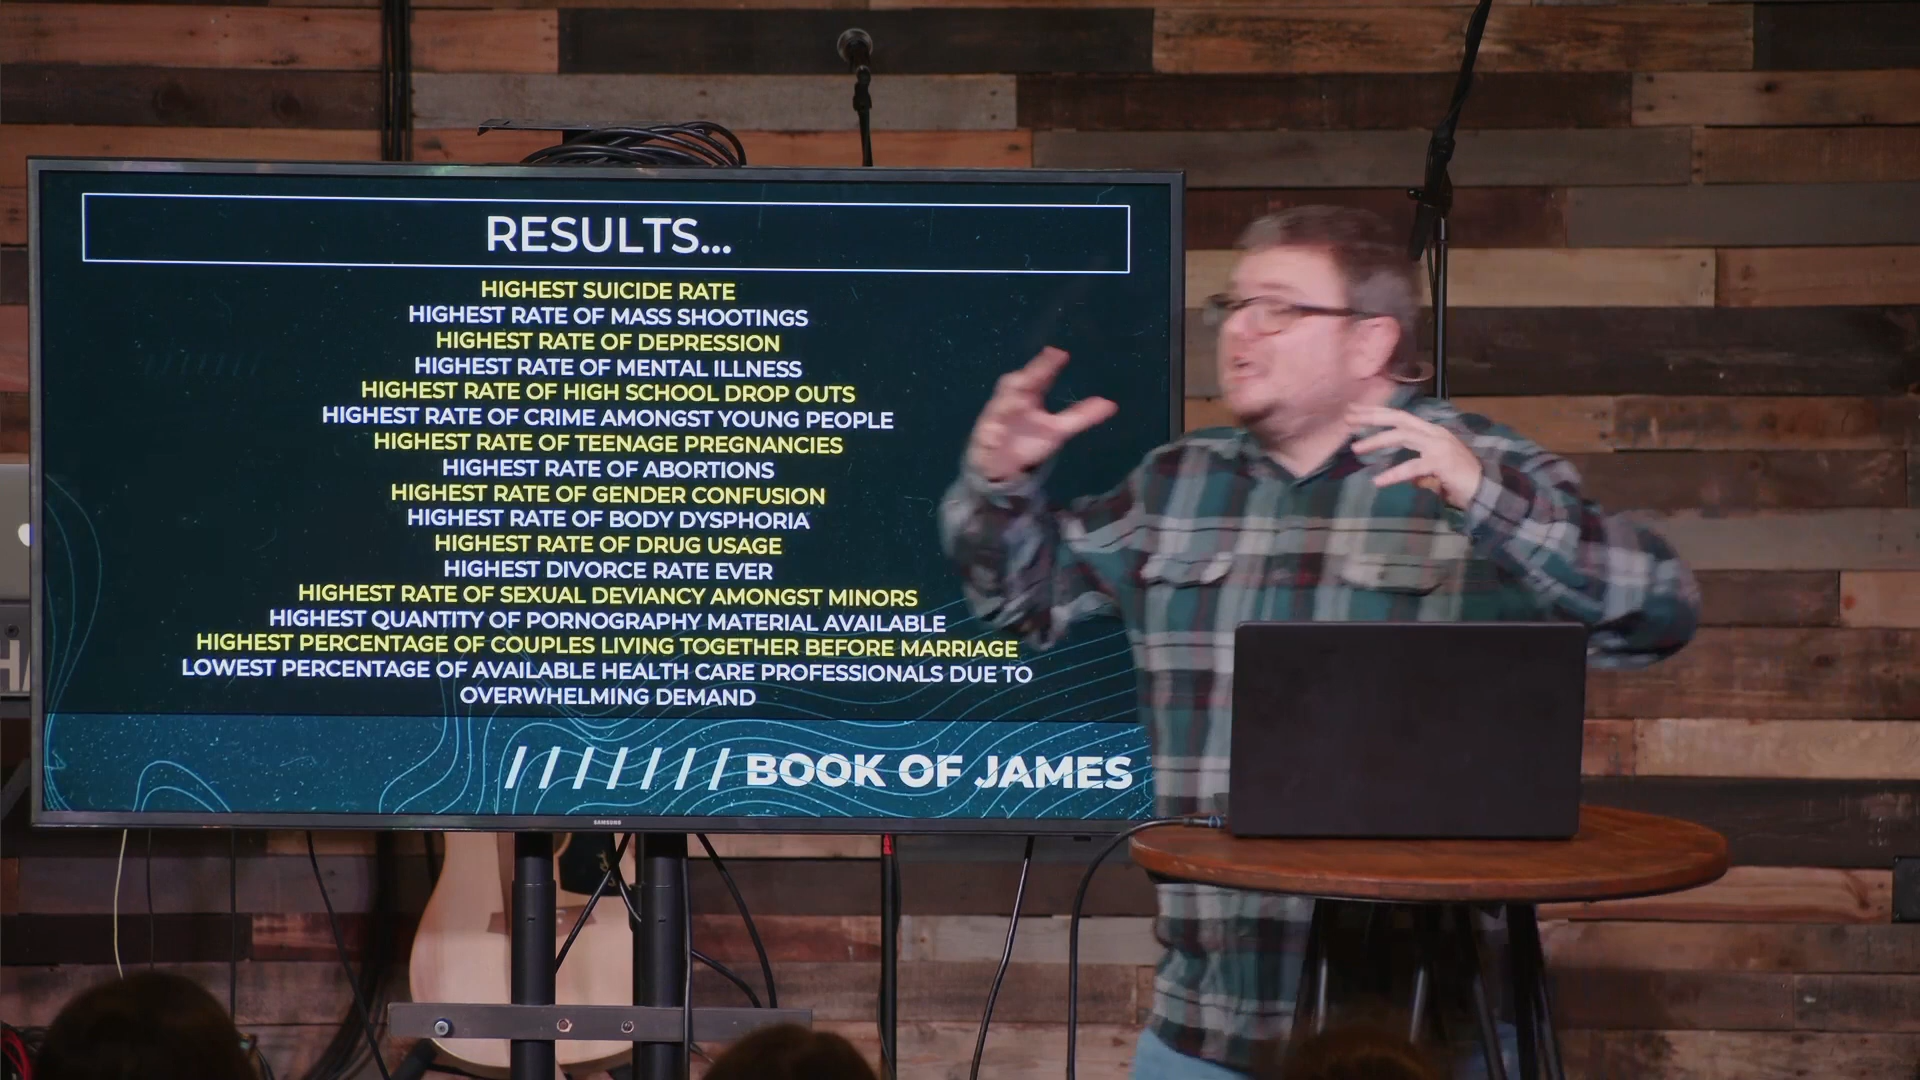 RESULTS...
HIGHEST SUICIDE RATE
HIGHEST RATE OF MASS SHOOTINGS
HIGHEST RATE OF DEPRESSION
HIGHEST RATE OF MENTAL ILLNESS
HIGHEST RATE OF HIGH SCHOOL DROP OUTS
HIGHEST RATE OF CRIME AMONGST YOUNG PEOPLE
HIGHEST RATE OF TEENAGE PREGNANCIES
HIGHEST RATE OF ABORTIONS
HIGHEST RATE OF GENDER CONFUSION
HIGHEST RATE OF BODY DYSPHORIA
HIGHEST RATE OF DRUG USAGE
HIGHEST DIVORCE RATE EVER
HIGHEST RATE OF SEXUAL DEVIANCY AMONGST MINORS
HIGHEST QUANTITY OF PORNOGRAPHY MATERIAL AVAILABLE
HIGHEST PERCENTAGE OF COUPLES LIVING TOGETHER BEFORE MARRIAGE
LOWEST PERCENTAGE OF AVAILABLE HEALTH CARE PROFESSIONALS DUE TO
OVERWHELMING DEMAND
/ / / / / / / BOOK OF JAMES
SAMSUNG